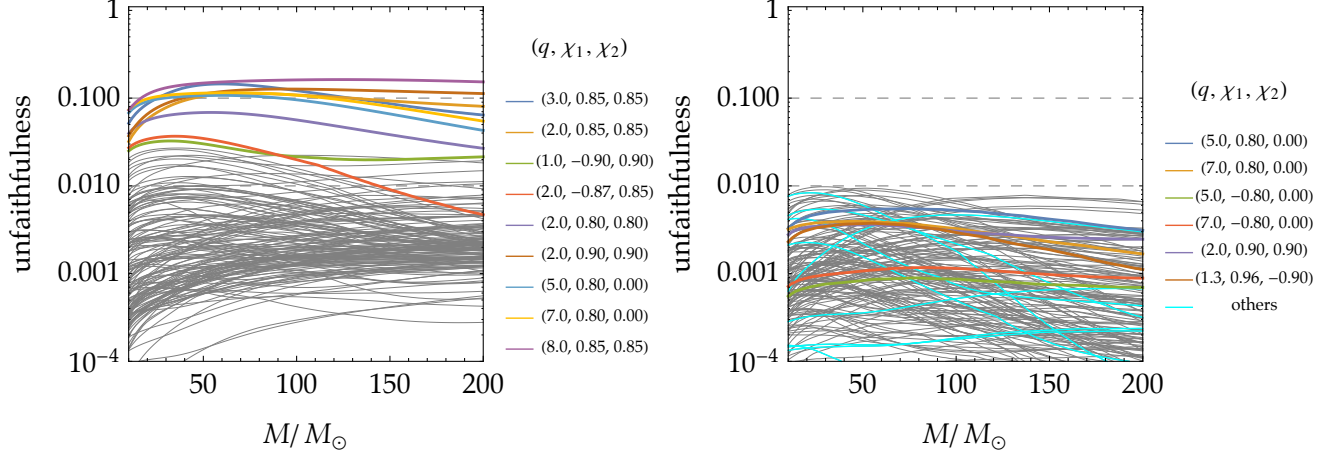 1
0.100
0.010
0.001
10⁻⁴
unfaithfulness
50 100 150 200
M/M⊙
(q, χ₁, χ₂)
(3.0, 0.85, 0.85)
(2.0, 0.85, 0.85)
(1.0, −0.90, 0.90)
(2.0, −0.87, 0.85)
(2.0, 0.80, 0.80)
(2.0, 0.90, 0.90)
(5.0, 0.80, 0.00)
(7.0, 0.80, 0.00)
(8.0, 0.85, 0.85)
1
0.100
0.010
0.001
10⁻⁴
unfaithfulness
50 100 150 200
M/M⊙
(q, χ₁, χ₂)
(5.0, 0.80, 0.00)
(7.0, 0.80, 0.00)
(5.0, −0.80, 0.00)
(7.0, −0.80, 0.00)
(2.0, 0.90, 0.90)
(1.3, 0.96, −0.90)
others